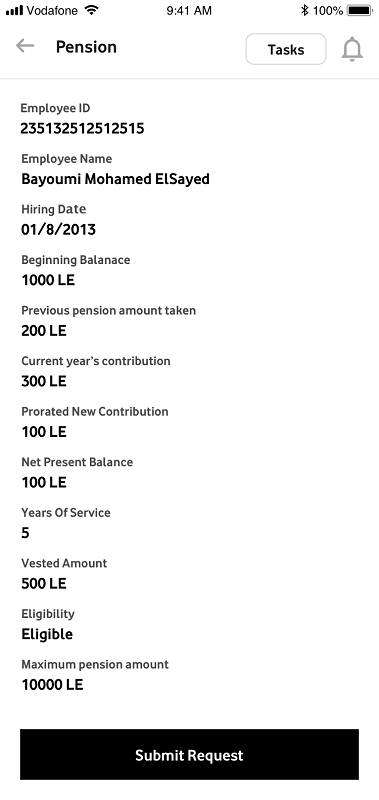 Vodafone 9:41 AM 100%
Pension Tasks
Employee ID
235132512512515
Employee Name
Bayoumi Mohamed ElSayed
Hiring Date
01/8/2013
Beginning Balanace
1000 LE
Previous pension amount taken
200 LE
Current year's contribution
300 LE
Prorated New Contribution
100 LE
Net Present Balance
100 LE
Years Of Service
5
Vested Amount
500 LE
Eligibility
Eligible
Maximum pension amount
10000 LE
Submit Request